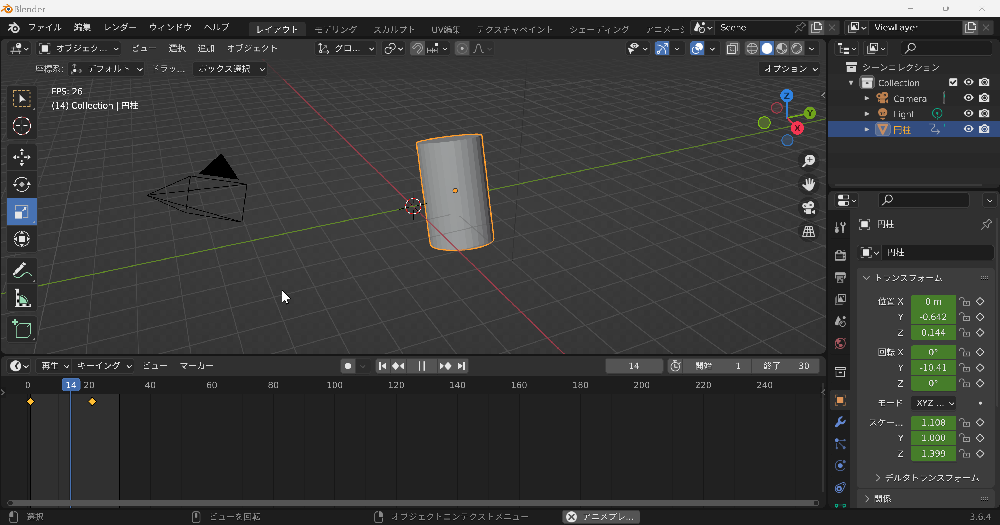 Blender
ファイル 編集 レンダー ウィンドウ ヘルプ レイアウト モデリング スカルプト UV編集 テクスチャペイント シェーディング アニメーシ Scene ViewLayer
オブジェク... ビュー 選択 追加 オブジェクト グロ...
座標系: デフォルト ドラッ... ボックス選択 オプション
FPS: 26
(14) Collection | 円柱
Z
Y
X
シーンコレクション
Collection
Camera
Light
円柱
円柱
円柱
トランスフォーム
位置 X 0 m
Y -0.642
Z 0.144
回転 X 0°
Y -10.41
Z 0°
モード XYZ ...
スケー... 1.108
Y 1.000
Z 1.399
デルタトランスフォーム
関係
再生 キーイング ビュー マーカー 14 開始 1 終了 30
0 14 20 40 60 80 100 120 140 160 180 200 220 240
選択 ビューを回転 オブジェクトコンテクストメニュー アニメプレ... 3.6.4